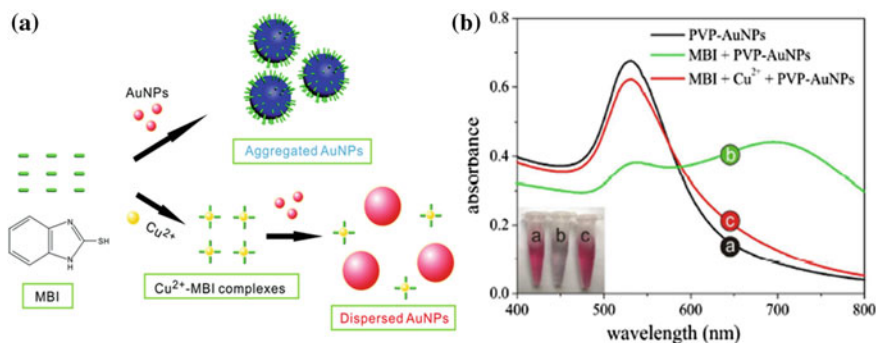 (a)
AuNPs
Aggregated AuNPs
Cu2+
N
SH
N
H
MBI
Cu²⁺-MBI complexes
Dispersed AuNPs
(b)
PVP-AuNPs
MBI + PVP-AuNPs
MBI + Cu²⁺ + PVP-AuNPs
absorbance
0.8
0.6
0.4
0.2
0.0
b
c
a
a b c
400 500 600 700 800
wavelength (nm)